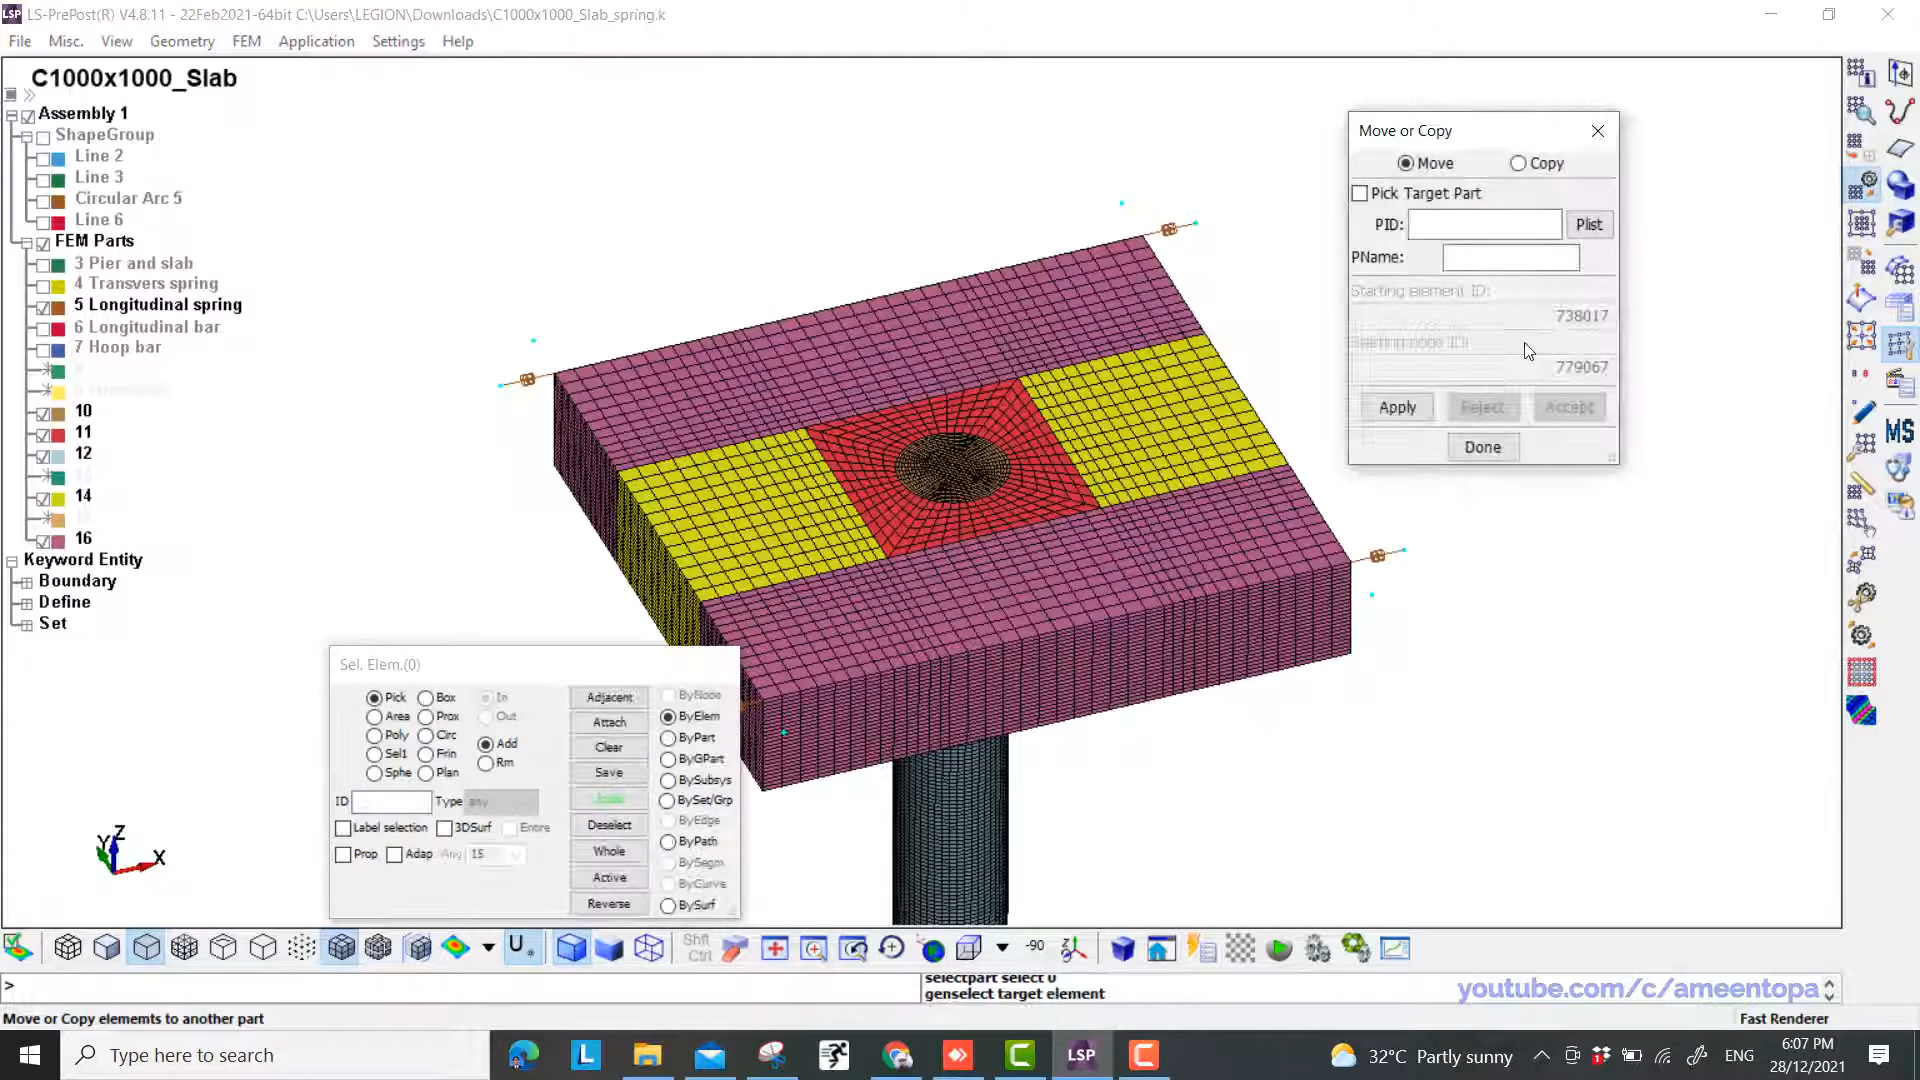 LS-PrePost(R) V4.8.11 - 22Feb2021-64bit C:\Users\LEGION\Downloads\C1000x1000_Slab_spring.k
File Misc. View Geometry FEM Application Settings Help
C1000x1000_Slab
Assembly 1
ShapeGroup
Line 2
Line 3
Circular Arc 5
Line 6
FEM Parts
3 Pier and slab
4 Transvers spring
5 Longitudinal spring
6 Longitudinal bar
7 Hoop bar
10
11
12
14
16
Keyword Entity
Boundary
Define
Set
Move or Copy
Move Copy
Pick Target Part
PID: Plist
PName:
Starting element ID:
738017
Starting node ID:
779067
Apply Reject Accept
Done
Sel. Elem.(0)
Pick Box In Adjacent ByNode
Area Prox Out Attach ByElem
Poly Circ Add Clear ByPart
Sel1 Frin Rm Save ByGPart
Sphe Plan BySubsys
ID Type any BySet/Grp
Label selection 3DSurf Deselect ByEdge
Prop Adap Ang 15 Whole ByPath
Active BySegm
ByCurve
Reverse BySurf
Z
Y
X
Shft
Ctrl
-90
MS
>
selectpart select 0
genselect target element
youtube.com/c/ameentopa
Move or Copy elememts to another part
Fast Renderer
Type here to search
LSP
32°C Partly sunny
ENG
6:07 PM
28/12/2021